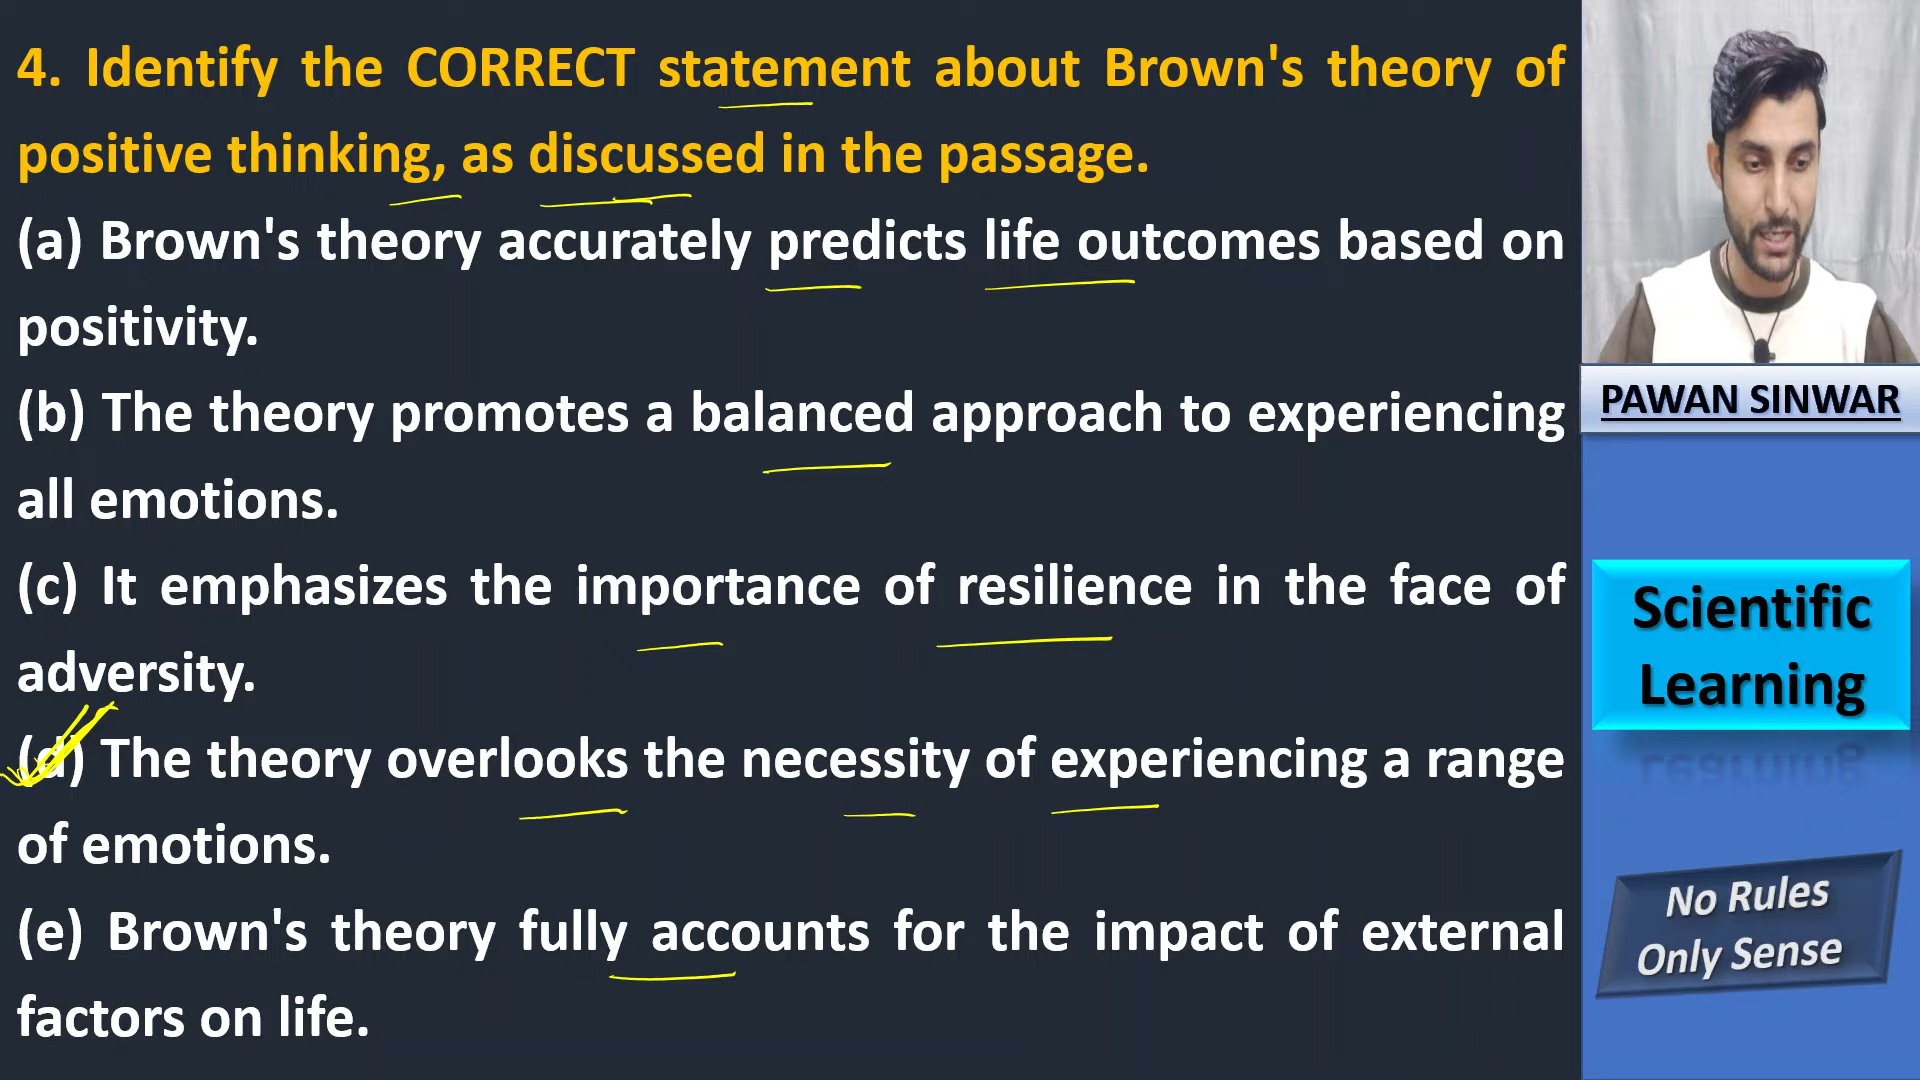 4. Identify the CORRECT statement about Brown's theory of
positive thinking, as discussed in the passage.
(a) Brown's theory accurately predicts life outcomes based on
positivity.
(b) The theory promotes a balanced approach to experiencing
all emotions.
(c) It emphasizes the importance of resilience in the face of
adversity.
(d) The theory overlooks the necessity of experiencing a range
of emotions.
(e) Brown's theory fully accounts for the impact of external
factors on life.
PAWAN SINWAR
Scientific
Learning
No Rules
Only Sense